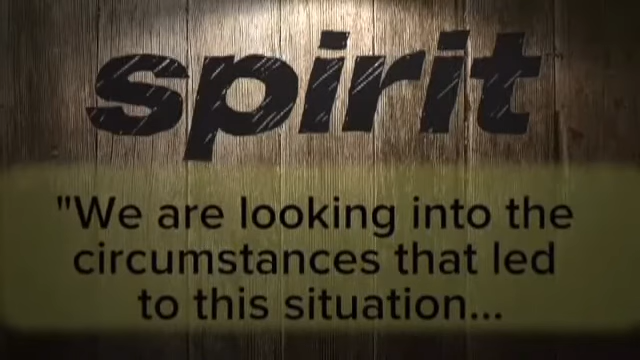 spirit
"We are looking into the
circumstances that led
to this situation...